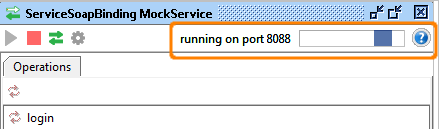 ServiceSoapBinding MockService
running on port 8088
?
Operations
login